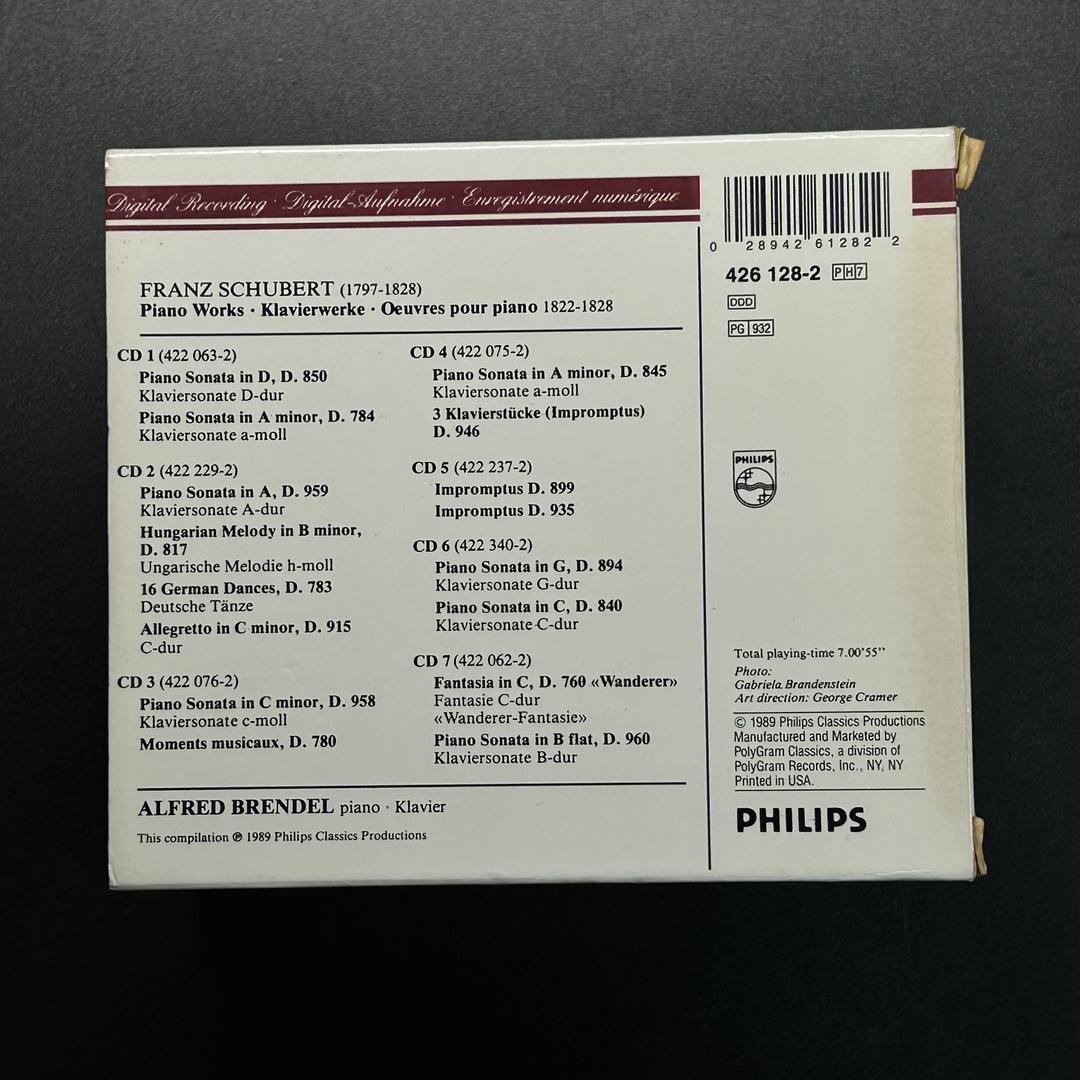 Digital Recording · Digital-Aufnahme · Enregistrement numérique
FRANZ SCHUBERT (1797-1828)
Piano Works · Klavierwerke · Oeuvres pour piano 1822-1828
CD 1 (422 063-2)
Piano Sonata in D, D. 850
Klaviersonate D-dur
Piano Sonata in A minor, D. 784
Klaviersonate a-moll
CD 2 (422 229-2)
Piano Sonata in A, D. 959
Klaviersonate A-dur
Hungarian Melody in B minor,
D. 817
Ungarische Melodie h-moll
16 German Dances, D. 783
Deutsche Tänze
Allegretto in C minor, D. 915
C-dur
CD 3 (422 076-2)
Piano Sonata in C minor, D. 958
Klaviersonate c-moll
Moments musicaux, D. 780
CD 4 (422 075-2)
Piano Sonata in A minor, D. 845
Klaviersonate a-moll
3 Klavierstücke (Impromptus)
D. 946
CD 5 (422 237-2)
Impromptus D. 899
Impromptus D. 935
CD 6 (422 340-2)
Piano Sonata in G, D. 894
Klaviersonate G-dur
Piano Sonata in C, D. 840
Klaviersonate C-dur
CD 7 (422 062-2)
Fantasia in C, D. 760 «Wanderer»
Fantasie C-dur
«Wanderer-Fantasie»
Piano Sonata in B flat, D. 960
Klaviersonate B-dur
ALFRED BRENDEL piano · Klavier
This compilation ℗ 1989 Philips Classics Productions
0 28942 61282 2
426 128-2 PH7
DDD
PG 932
PHILIPS
Total playing-time 7.00'55''
Photo:
Gabriela Brandenstein
Art direction: George Cramer
© 1989 Philips Classics Productions
Manufactured and Marketed by
PolyGram Classics, a division of
PolyGram Records, Inc., NY, NY
Printed in USA.
PHILIPS